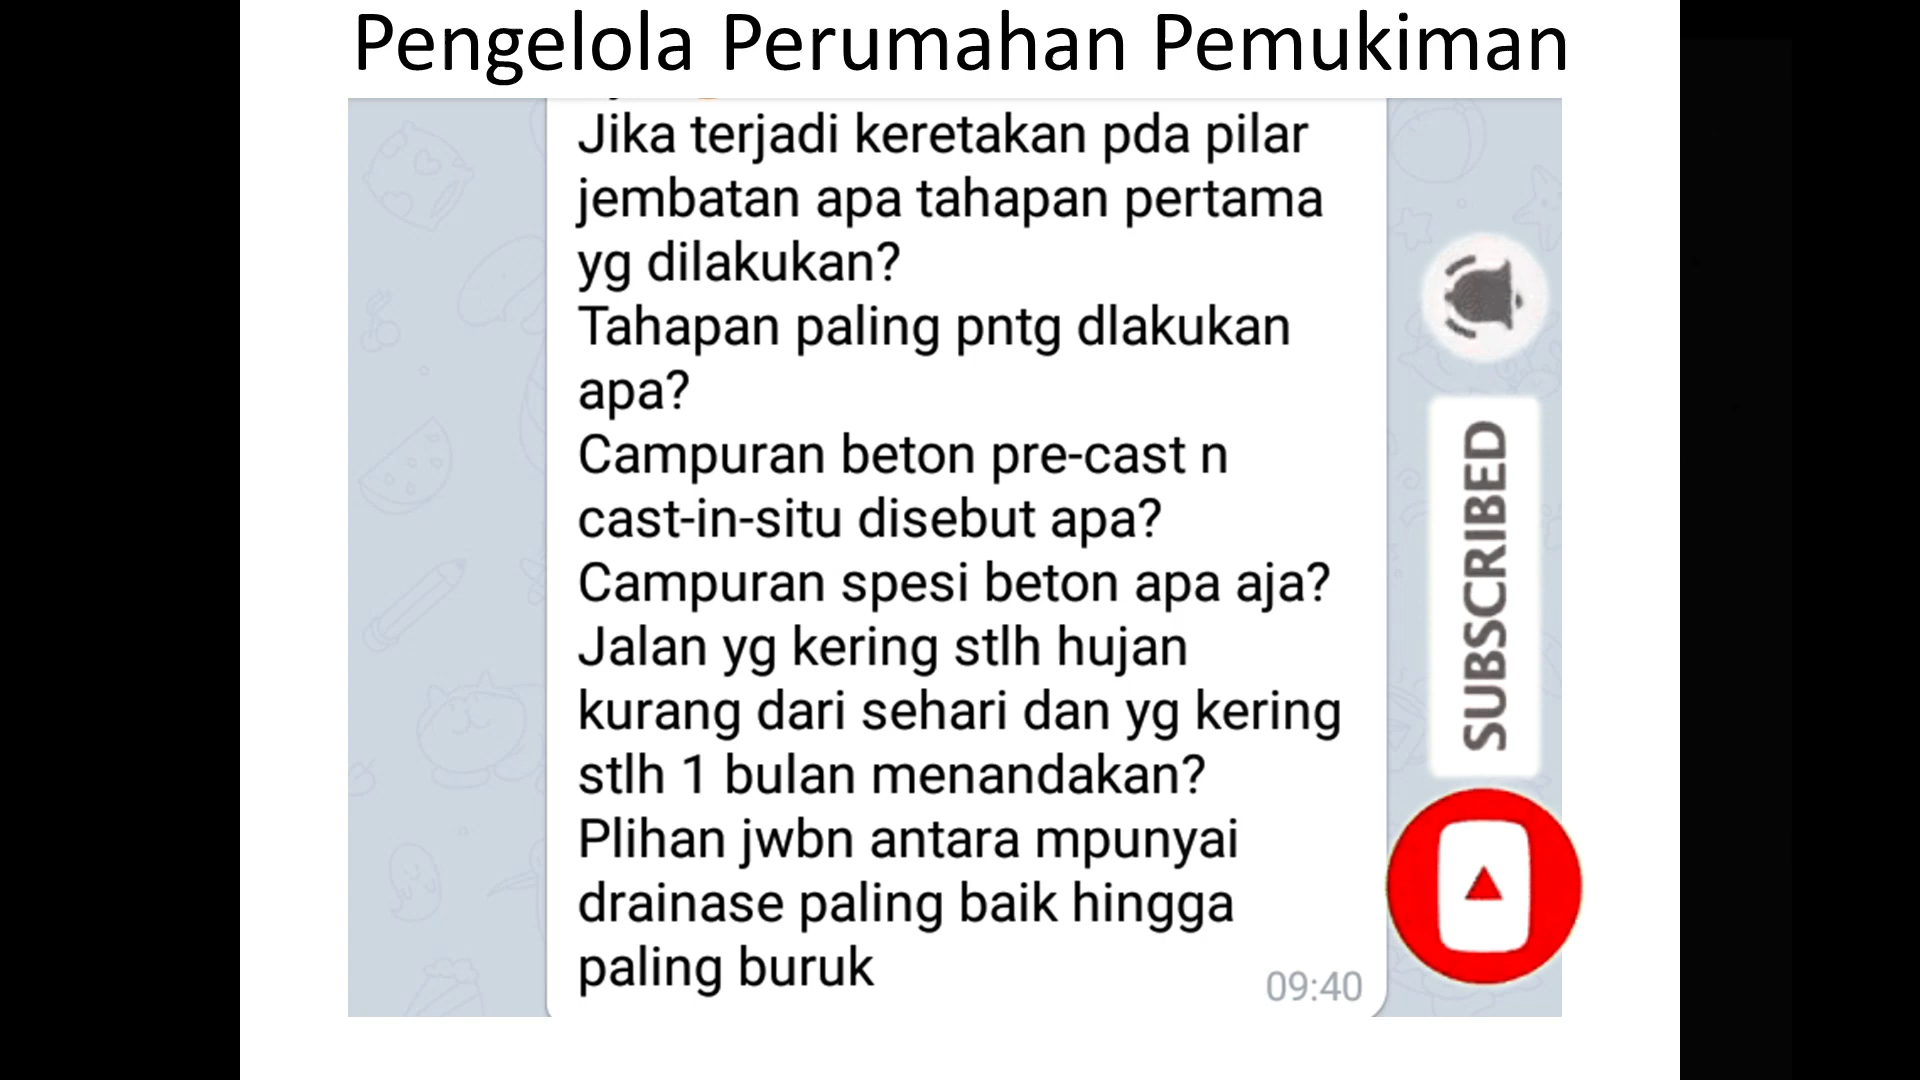 Pengelola Perumahan Pemukiman
Jika terjadi keretakan pda pilar
jembatan apa tahapan pertama
yg dilakukan?
Tahapan paling pntg dlakukan
apa?
Campuran beton pre-cast n
cast-in-situ disebut apa?
Campuran spesi beton apa aja?
Jalan yg kering stlh hujan
kurang dari sehari dan yg kering
stlh 1 bulan menandakan?
Plihan jwbn antara mpunyai
drainase paling baik hingga
paling buruk
09:40
SUBSCRIBED